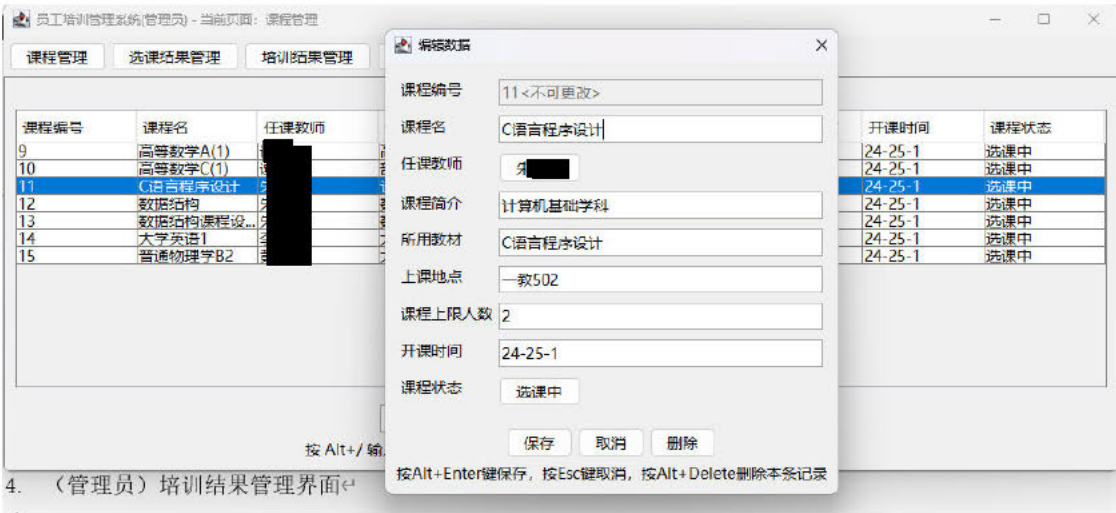 员工培训管理系统(管理员) - 当前页面：课程管理
课程管理 选课结果管理 培训结果管理
课程编号 课程名 任课教师 开课时间 课程状态
9 高等数学A(1) 24-25-1 选课中
10 高等数学C(1) 24-25-1 选课中
11 C语言程序设计 24-25-1 选课中
12 数据结构 24-25-1 选课中
13 数据结构课程设... 24-25-1 选课中
14 大学英语1 24-25-1 选课中
15 普通物理学B2 24-25-1 选课中
按 Alt+/ 输
编辑数据
课程编号 11<不可更改>
课程名 C语言程序设计
任课教师 朱
课程简介 计算机基础学科
所用教材 C语言程序设计
上课地点 一教502
课程上限人数 2
开课时间 24-25-1
课程状态 选课中
保存 取消 删除
按Alt+Enter键保存，按Esc键取消，按Alt+Delete删除本条记录
4. （管理员）培训结果管理界面↵